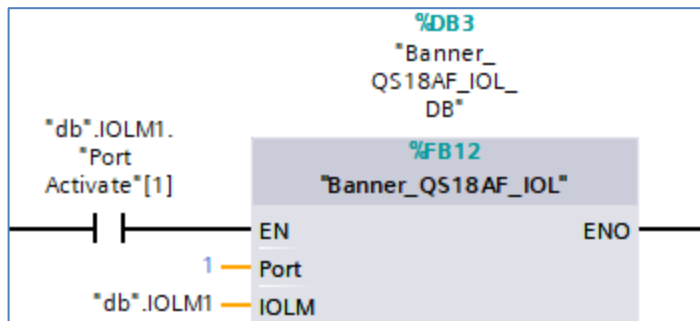 %DB3
"Banner_
QS18AF_IOL_
DB"
"db".IOLM1.
"Port
Activate"[1]
%FB12
"Banner_QS18AF_IOL"
EN
ENO
1
Port
"db".IOLM1
IOLM